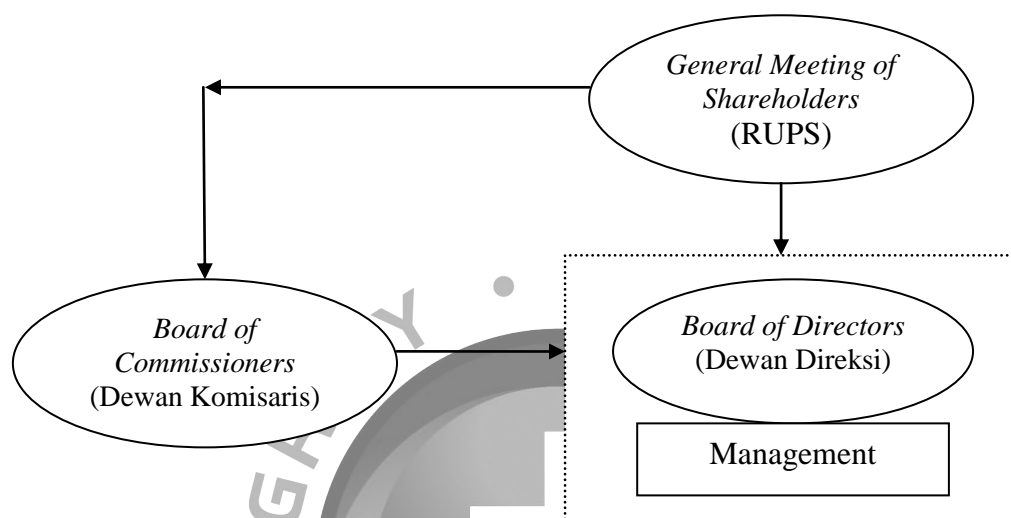 General Meeting of
Shareholders
(RUPS)
Board of
Commissioners
(Dewan Komisaris)
Board of Directors
(Dewan Direksi)
Management